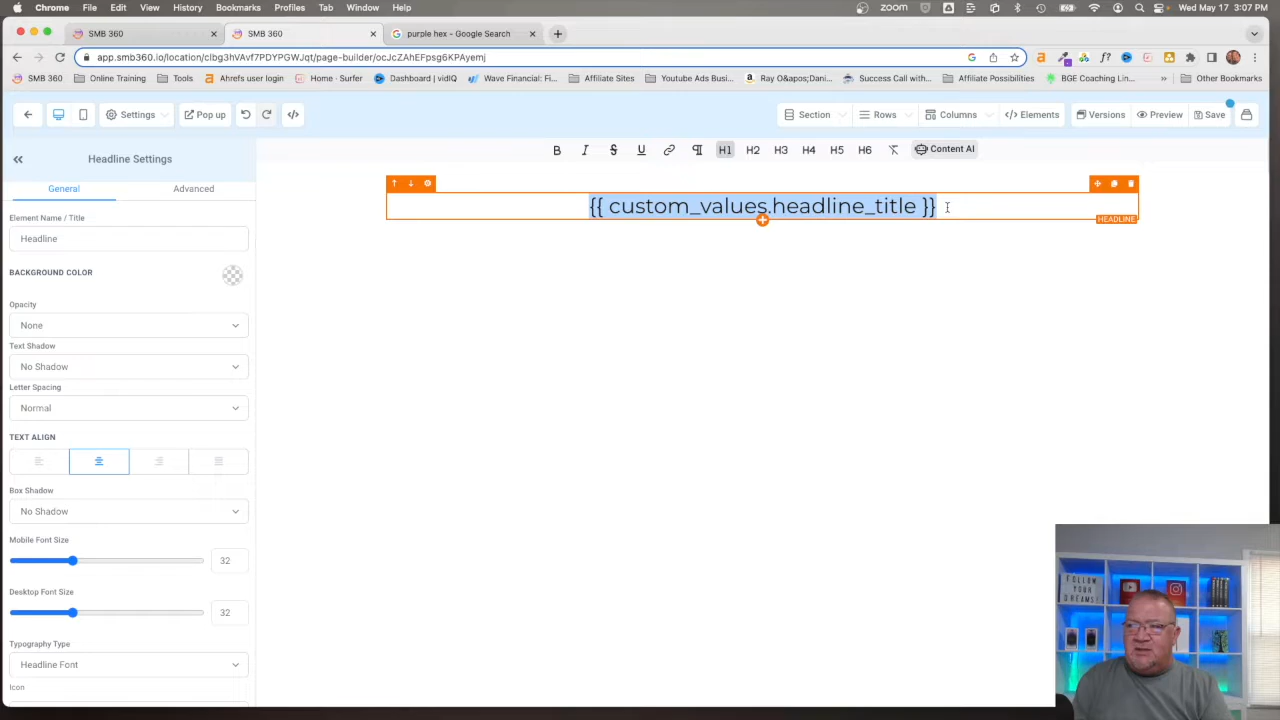 Chrome File Edit View History Bookmarks Profiles Tab Window Help ZOOM Wed May 17 3:07 PM
SMB 360 SMB 360 purple hex - Google Search
app.smb360.io/location/clbg3hVAvf7PDYPGWJqt/page-builder/ocJcZAhEFpsg6KPAyemj
SMB 360 Online Training Tools Ahrefs user login Home · Surfer Dashboard | vidIQ Wave Financial: Fi... Affiliate Sites Youtube Ads Busi... Ray O&apos;Dani... Success Call with... Affiliate Possibilities BGE Coaching Lin... » Other Bookmarks
Settings Pop up Section Rows Columns </> Elements Versions Preview Save
Headline Settings
B I S U H1 H2 H3 H4 H5 H6 Content AI
General Advanced
{{ custom_values.headline_title }}
HEADLINE
Element Name / Title
Headline
BACKGROUND COLOR
Opacity
None
Text Shadow
No Shadow
Letter Spacing
Normal
TEXT ALIGN
Box Shadow
No Shadow
Mobile Font Size
32
Desktop Font Size
32
Typography Type
Headline Font
Icon
FOLLOW
YOUR
DREAMS